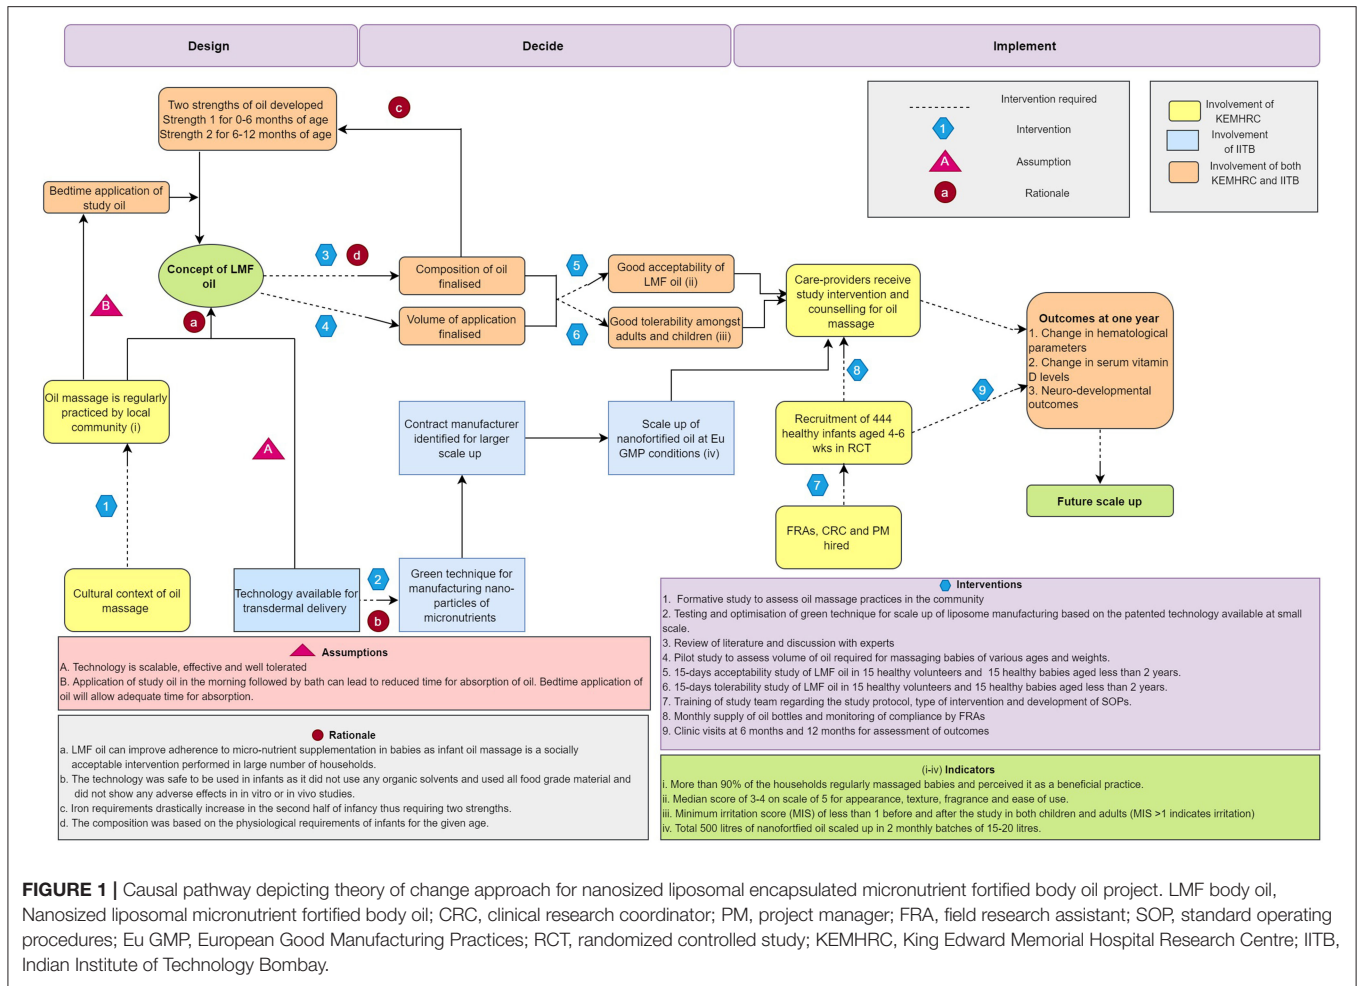 Design
Decide
Implement
Two strengths of oil developed
Strength 1 for 0-6 months of age
Strength 2 for 6-12 months of age
c
Intervention required
1
Intervention
A
Assumption
a
Rationale
Involvement of
KEMHRC
Involvement
of IITB
Involvement of both
KEMHRC and IITB
Bedtime application of
study oil
Concept of LMF
oil
3
d
Composition of oil
finalised
5
Good acceptability of
LMF oil (ii)
Care-providers receive
study intervention and
counselling for oil
massage
B
a
4
Volume of application
finalised
6
Good tolerability amongst
adults and children (iii)
Outcomes at one year
1. Change in hematological
parameters
2. Change in serum vitamin
D levels
3. Neuro-developmental
outcomes
8
9
Oil massage is regularly
practiced by local
community (i)
A
Contract manufacturer
identified for larger
scale up
Scale up of
nanofortified oil at Eu
GMP conditions (iv)
Recruitment of 444
healthy infants aged 4-6
wks in RCT
7
Future scale up
1
FRAs, CRC and PM
hired
Cultural context of oil
massage
Technology available for
transdermal delivery
2
b
Green technique for
manufacturing nano-
particles of
micronutrients
Assumptions
A. Technology is scalable, effective and well tolerated
B. Application of study oil in the morning followed by bath can lead to reduced time for absorption of oil. Bedtime application of
oil will allow adequate time for absorption.
Rationale
a. LMF oil can improve adherence to micro-nutrient supplementation in babies as infant oil massage is a socially
acceptable intervention performed in large number of households.
b. The technology was safe to be used in infants as it did not use any organic solvents and used all food grade material and
did not show any adverse effects in in vitro or in vivo studies.
c. Iron requirements drastically increase in the second half of infancy thus requiring two strengths.
d. The composition was based on the physiological requirements of infants for the given age.
Interventions
1. Formative study to assess oil massage practices in the community
2. Testing and optimisation of green technique for scale up of liposome manufacturing based on the patented technology available at small
scale.
3. Review of literature and discussion with experts
4. Pilot study to assess volume of oil required for massaging babies of various ages and weights.
5. 15-days acceptability study of LMF oil in 15 healthy volunteers and 15 healthy babies aged less than 2 years.
6. 15-days tolerability study of LMF oil in 15 healthy volunteers and 15 healthy babies aged less than 2 years.
7. Training of study team regarding the study protocol, type of intervention and development of SOPs.
8. Monthly supply of oil bottles and monitoring of compliance by FRAs
9. Clinic visits at 6 months and 12 months for assessment of outcomes
(i-iv) Indicators
i. More than 90% of the households regularly massaged babies and perceived it as a beneficial practice.
ii. Median score of 3-4 on scale of 5 for appearance, texture, fragrance and ease of use.
iii. Minimum irritation score (MIS) of less than 1 before and after the study in both children and adults (MIS >1 indicates irritation)
iv. Total 500 litres of nanofortfied oil scaled up in 2 monthly batches of 15-20 litres.
FIGURE 1 | Causal pathway depicting theory of change approach for nanosized liposomal encapsulated micronutrient fortified body oil project. LMF body oil,
Nanosized liposomal micronutrient fortified body oil; CRC, clinical research coordinator; PM, project manager; FRA, field research assistant; SOP, standard operating
procedures; Eu GMP, European Good Manufacturing Practices; RCT, randomized controlled study; KEMHRC, King Edward Memorial Hospital Research Centre; IITB,
Indian Institute of Technology Bombay.